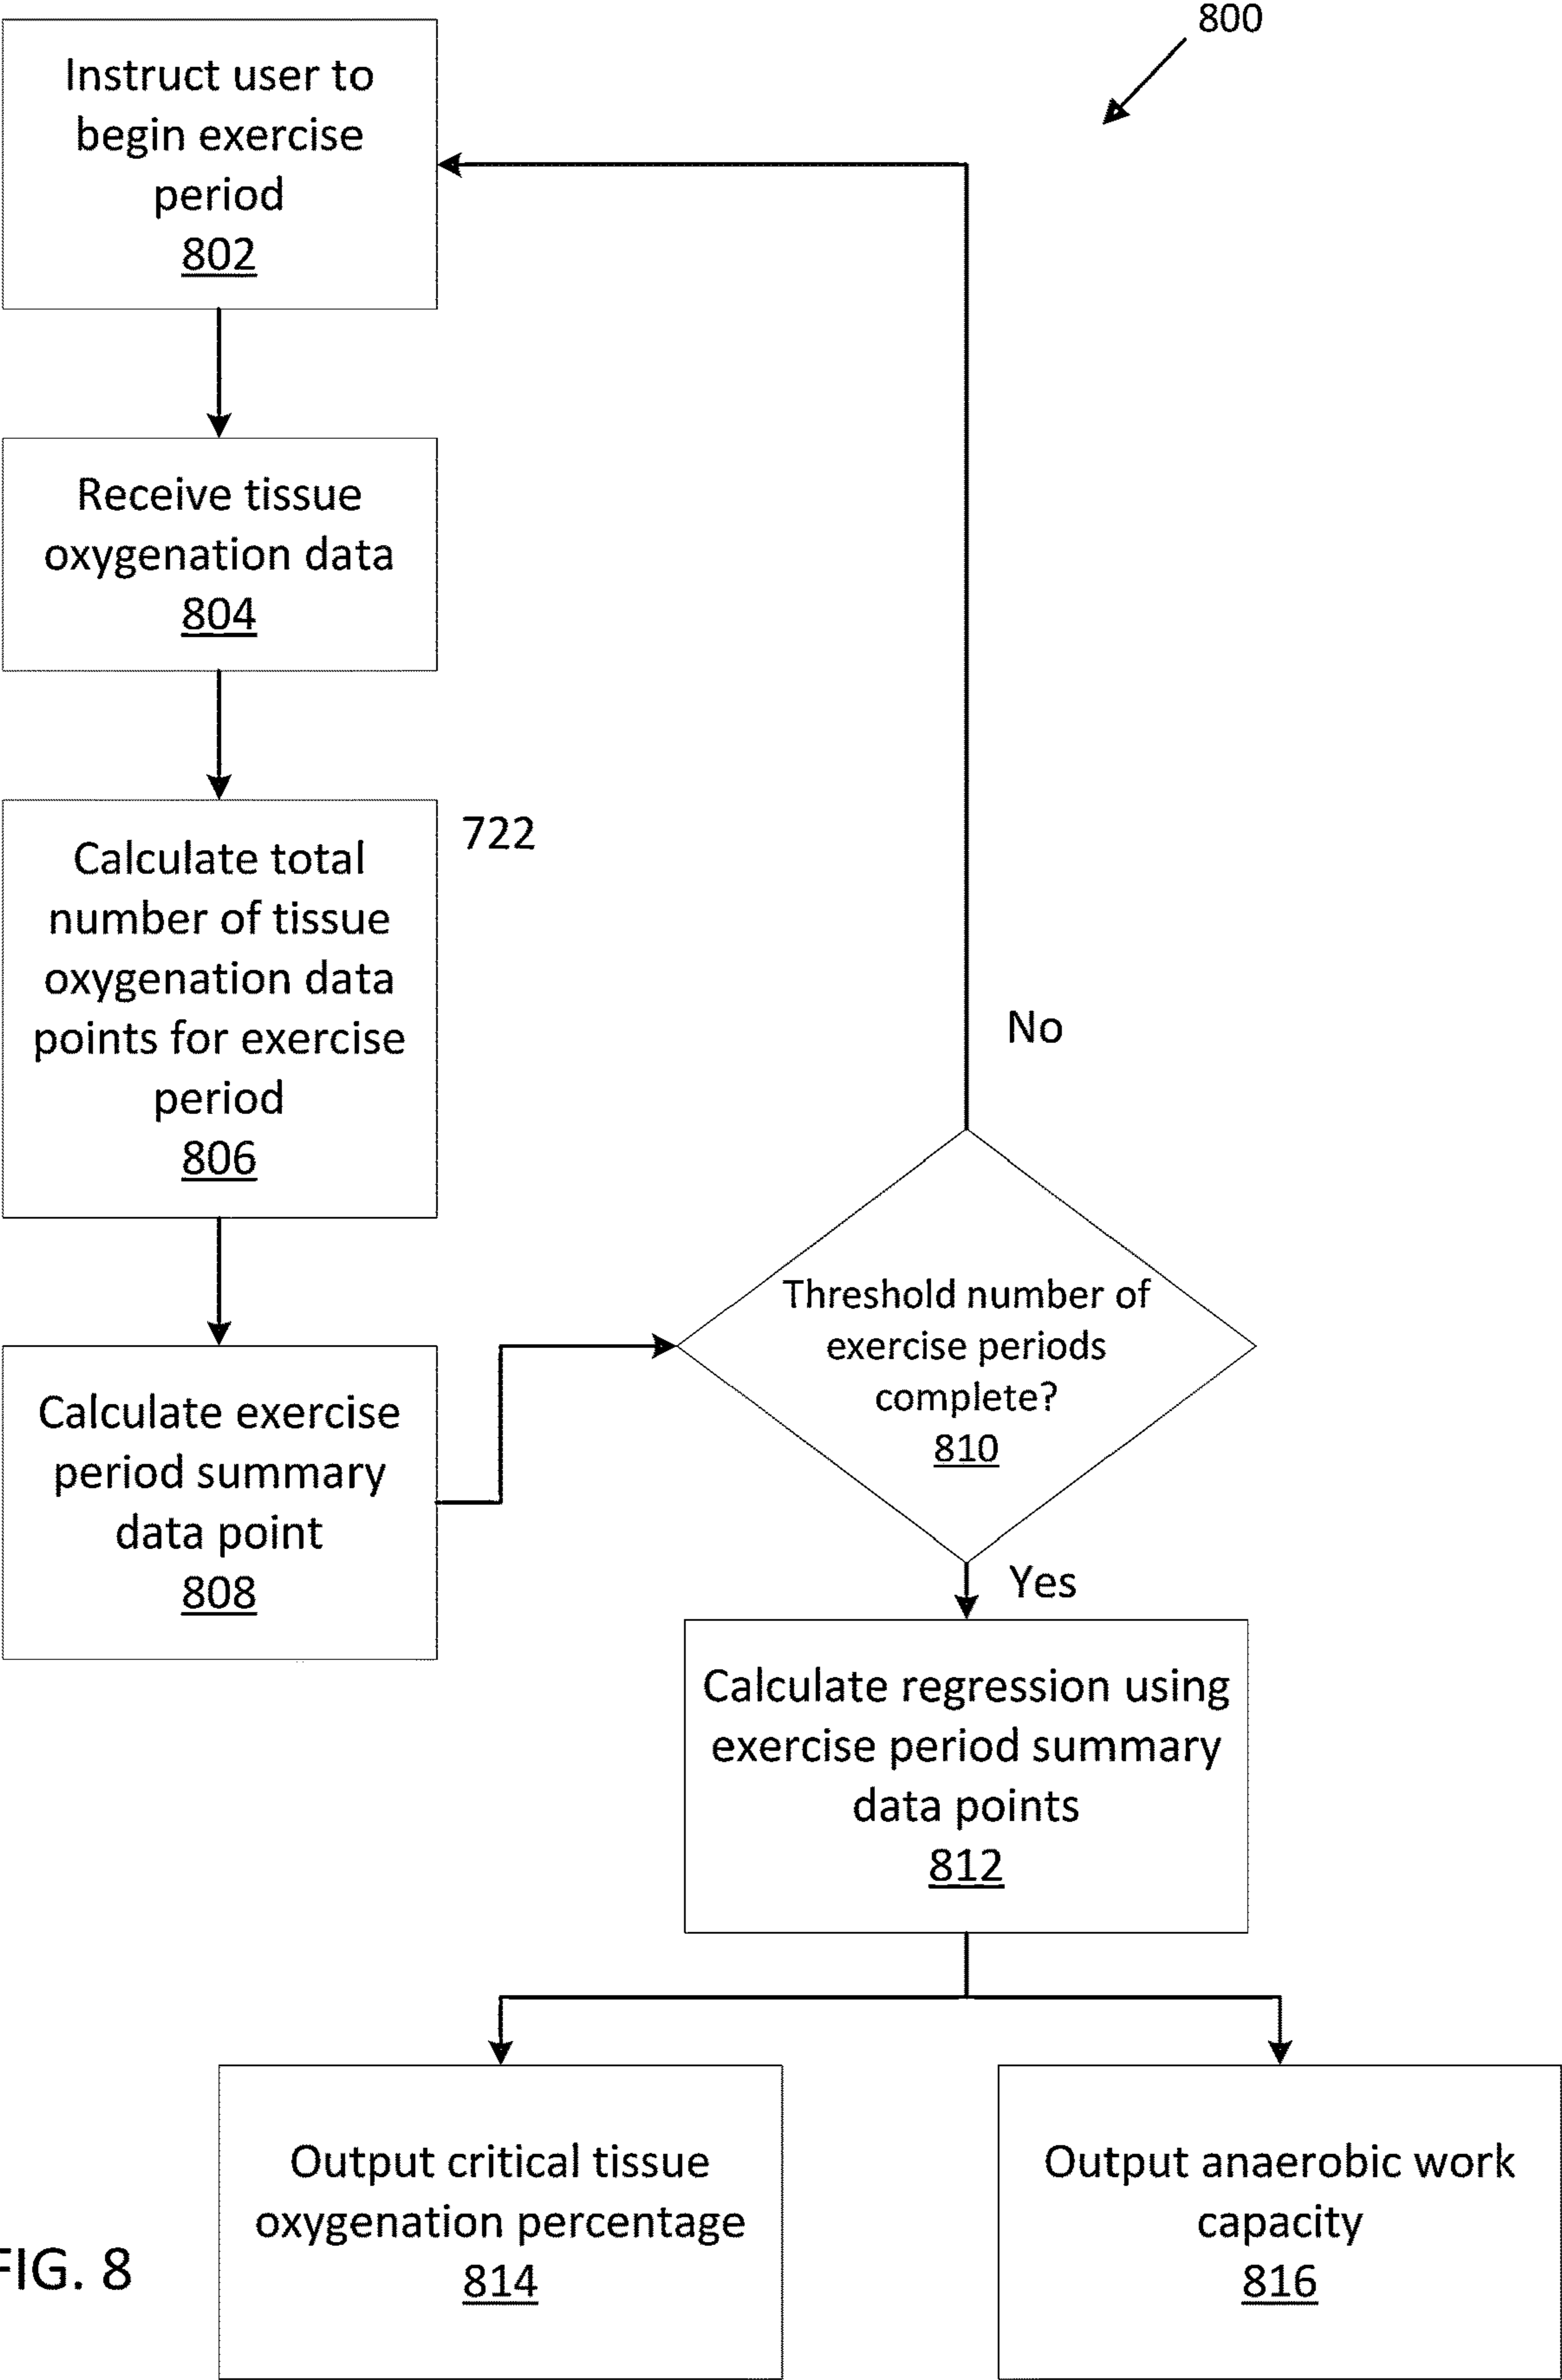 800
Instruct user to
begin exercise
period
802
Receive tissue
oxygenation data
804
722
Calculate total
number of tissue
oxygenation data
points for exercise
period
806
No
Threshold number of
exercise periods
complete?
810
Calculate exercise
period summary
data point
808
Yes
Calculate regression using
exercise period summary
data points
812
Output critical tissue
oxygenation percentage
814
Output anaerobic work
capacity
816
FIG. 8